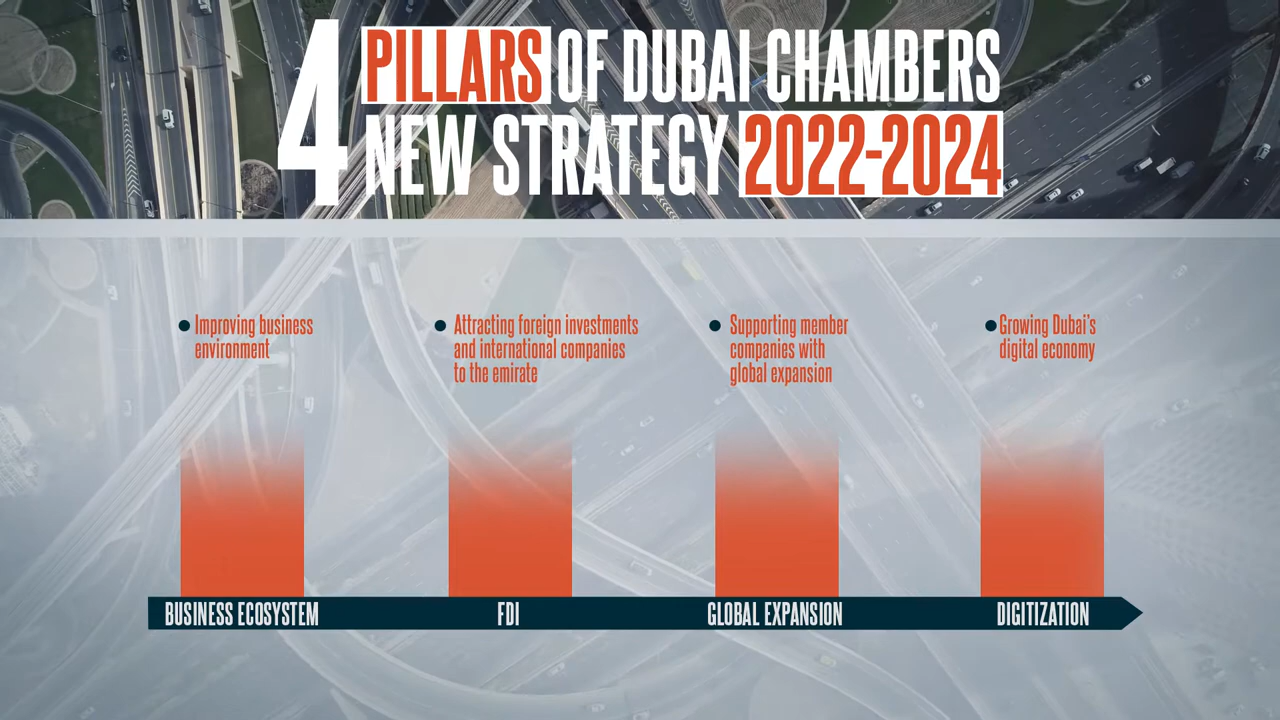 4 PILLARS OF DUBAI CHAMBERS
NEW STRATEGY 2022-2024
Improving business
environment
Attracting foreign investments
and international companies
to the emirate
Supporting member
companies with
global expansion
Growing Dubai's
digital economy
BUSINESS ECOSYSTEM
FDI
GLOBAL EXPANSION
DIGITIZATION